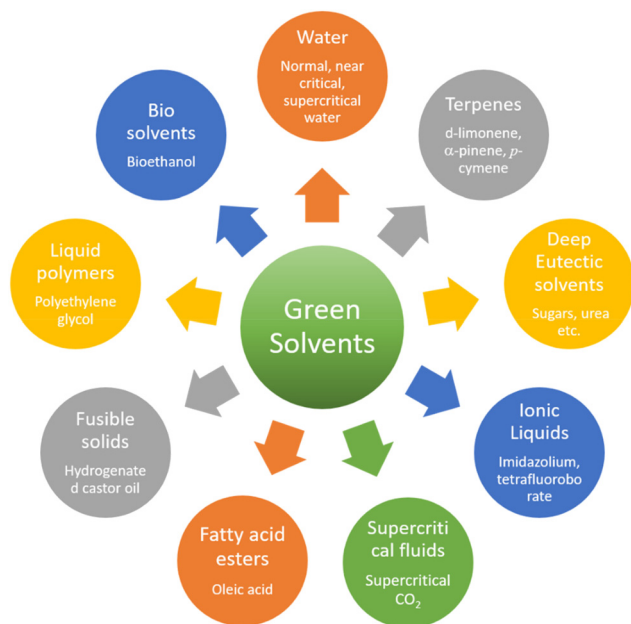 Water
Normal, near
critical,
supercritical
water
Terpenes
d-limonene,
α-pinene, p-
cymene
Deep
Eutectic
solvents
Sugars, urea
etc.
Ionic
Liquids
Imidazolium,
tetrafluorobo
rate
Supercriti
cal fluids
Supercritical
CO₂
Fatty acid
esters
Oleic acid
Fusible
solids
Hydrogenate
d castor oil
Liquid
polymers
Polyethylene
glycol
Bio
solvents
Bioethanol
Green
Solvents